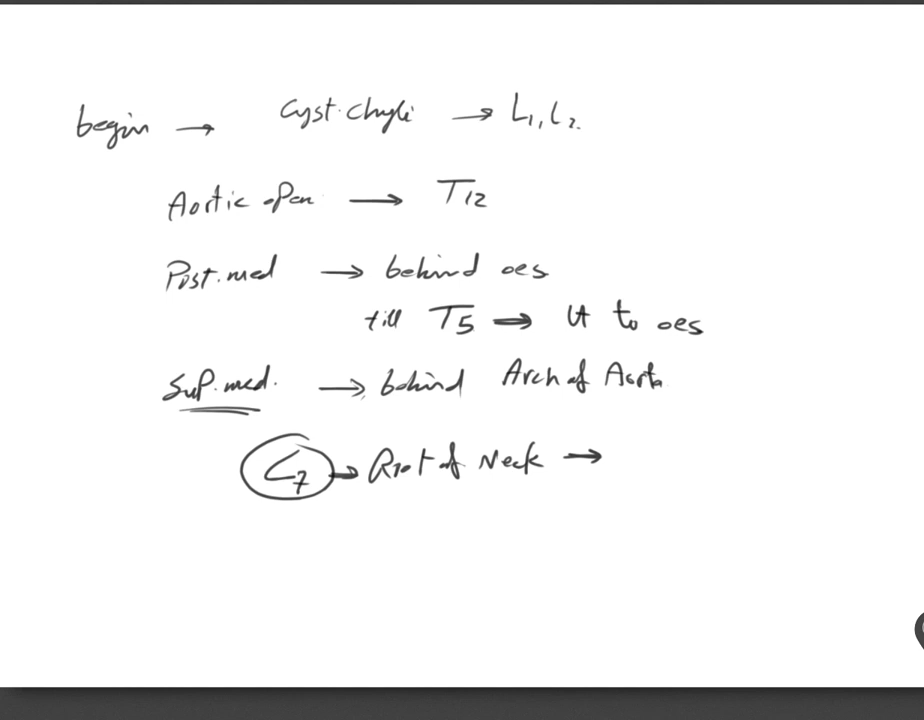 begin → Cyst. chyli → L1, L2.
Aortic open → T12
Post. med → behind oes
till T5 → Lt to oes
Sup. med. → behind Arch of Aorta
C7 → Root of Neck →